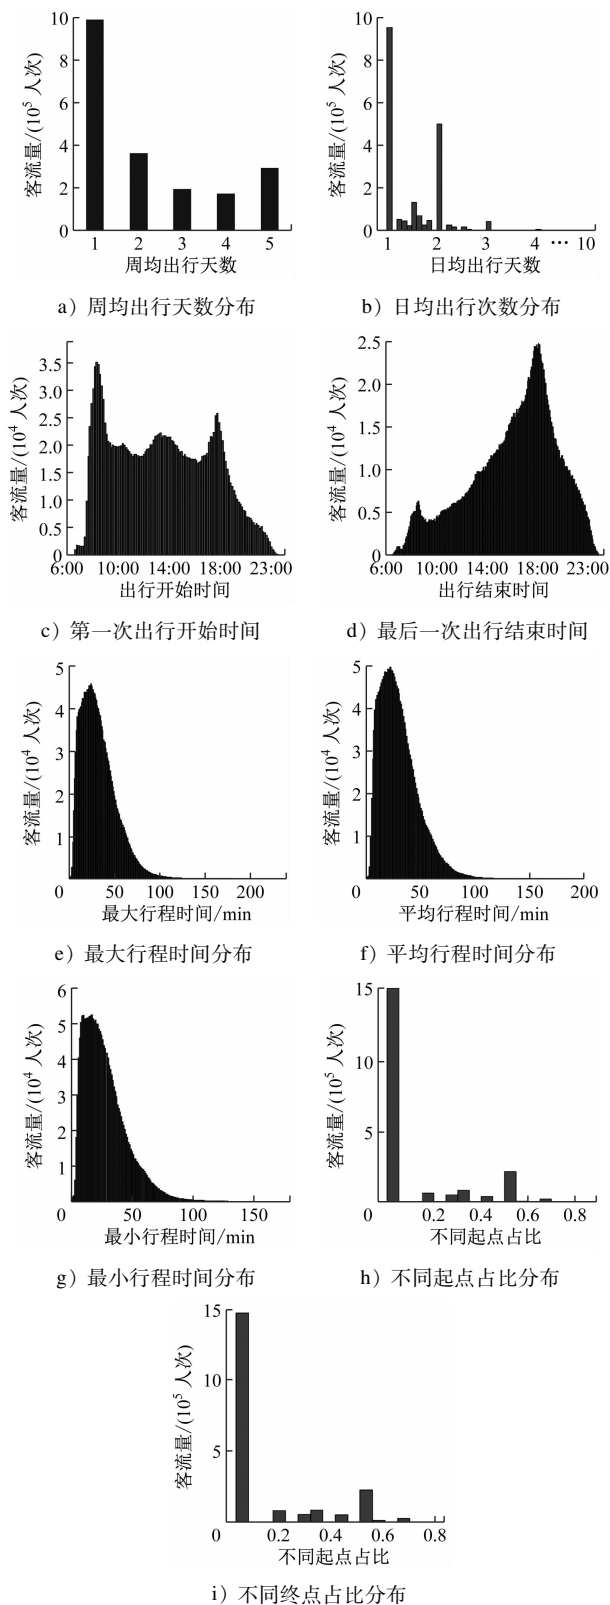 10
8
6
4
2
0
客流量/(10⁵ 人次)
1 2 3 4 5
周均出行天数
a）周均出行天数分布
10
8
6
4
2
0
客流量/(10⁵ 人次)
1 2 3 4 ··· 10
日均出行天数
b）日均出行次数分布
3.5
3.0
2.5
2.0
1.5
1.0
0.5
0
客流量/(10⁴ 人次)
6:00 10:00 14:00 18:00 23:00
出行开始时间
c）第一次出行开始时间
2.5
2.0
1.5
1.0
0.5
0
客流量/(10⁴ 人次)
6:00 10:00 14:00 18:00 23:00
出行结束时间
d）最后一次出行结束时间
5
4
3
2
1
客流量/(10⁴ 人次)
0 50 100 150 200
最大行程时间/min
e）最大行程时间分布
5
4
3
2
1
客流量/(10⁴ 人次)
0 50 100 150 200
平均行程时间/min
f）平均行程时间分布
6
5
4
3
2
1
客流量/(10⁴ 人次)
0 50 100 150
最小行程时间/min
g）最小行程时间分布
15
10
5
客流量/(10⁵ 人次)
0 0.2 0.4 0.6 0.8
不同起点占比
h）不同起点占比分布
15
10
5
客流量/(10⁵ 人次)
0 0.2 0.4 0.6 0.8
不同起点占比
i）不同终点占比分布